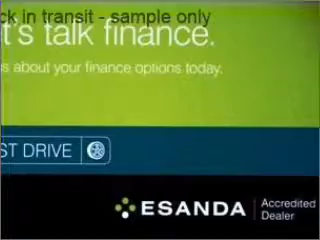 ck in transit - sample only
t's talk finance.
s about your finance options today.
ST DRIVE
ESANDA Accredited
Dealer